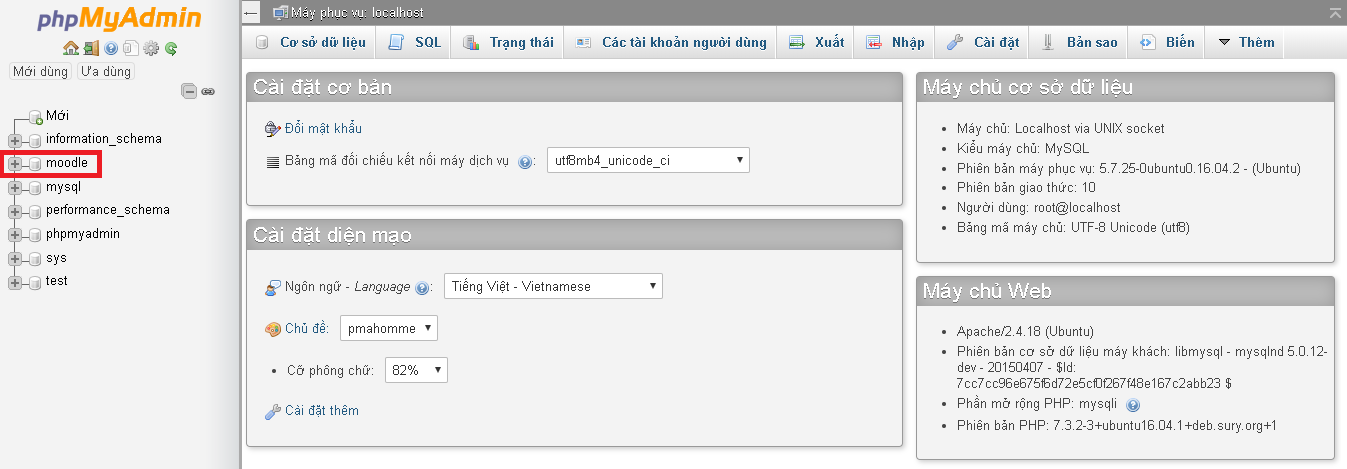 phpMyAdmin
Mới dùng Ưa dùng
Mới
information_schema
moodle
mysql
performance_schema
phpmyadmin
sys
test
Máy phục vụ: localhost
Cơ sở dữ liệu SQL Trạng thái Các tài khoản người dùng Xuất Nhập Cài đặt Bản sao Biến Thêm
Cài đặt cơ bản
Đổi mật khẩu
Bảng mã đối chiếu kết nối máy dịch vụ : utf8mb4_unicode_ci
Cài đặt diện mạo
Ngôn ngữ - Language : Tiếng Việt - Vietnamese
Chủ đề: pmahomme
Cỡ phông chữ: 82%
Cài đặt thêm
Máy chủ cơ sở dữ liệu
Máy chủ: Localhost via UNIX socket
Kiểu máy chủ: MySQL
Phiên bản máy phục vụ: 5.7.25-0ubuntu0.16.04.2 - (Ubuntu)
Phiên bản giao thức: 10
Người dùng: root@localhost
Bảng mã máy chủ: UTF-8 Unicode (utf8)
Máy chủ Web
Apache/2.4.18 (Ubuntu)
Phiên bản cơ sở dữ liệu máy khách: libmysql - mysqlnd 5.0.12-
dev - 20150407 - $Id:
7cc7cc96e675f6d72e5cf0f267f48e167c2abb23 $
Phần mở rộng PHP: mysqli
Phiên bản PHP: 7.3.2-3+ubuntu16.04.1+deb.sury.org+1